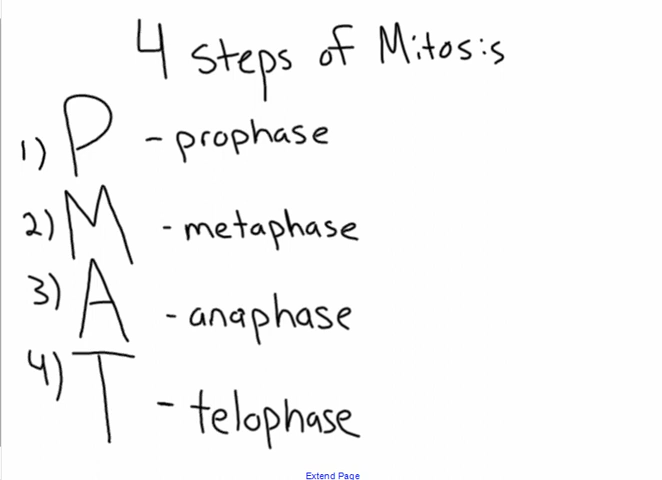 4 steps of Mitosis
1) P - prophase
2) M - metaphase
3) A - anaphase
4) T - telophase
Extend Page